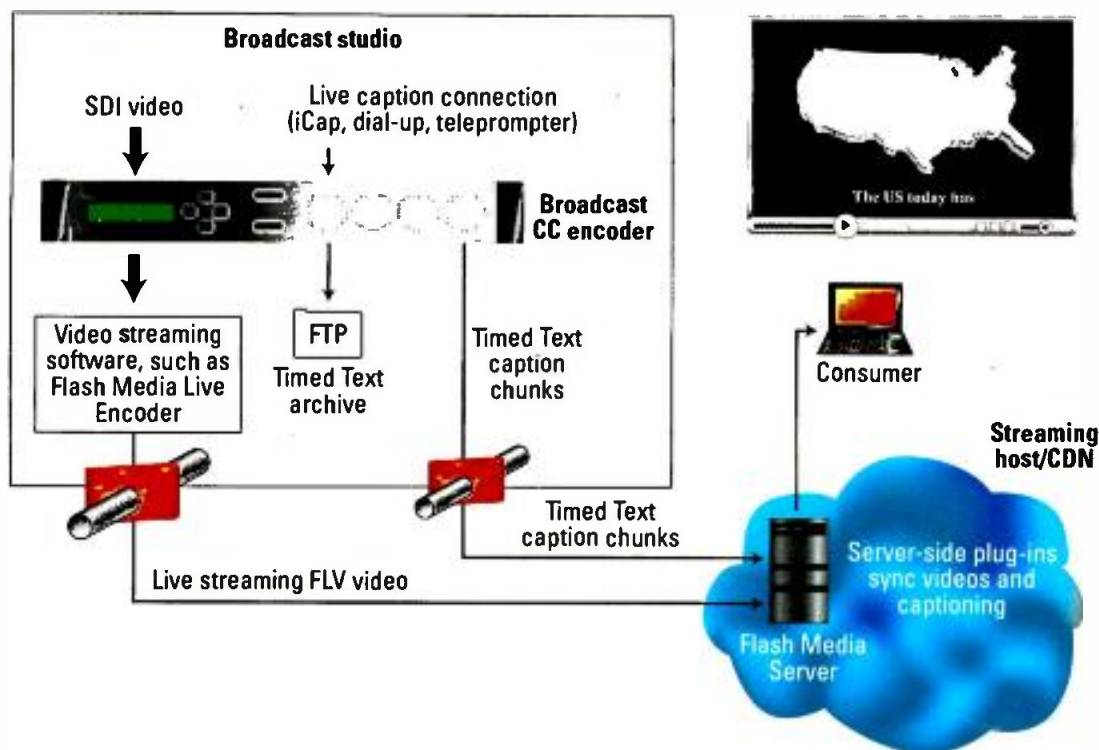 Broadcast studio
SDI video
Live caption connection
(iCap, dial-up, teleprompter)
Broadcast
CC encoder
The US today has
Video streaming
software, such as
Flash Media Live
Encoder
FTP
Timed Text
archive
Timed Text
caption
chunks
Consumer
Streaming
host/CDN
Timed Text
caption chunks
Live streaming FLV video
Server-side plug-ins
sync videos and
captioning
Flash Media
Server